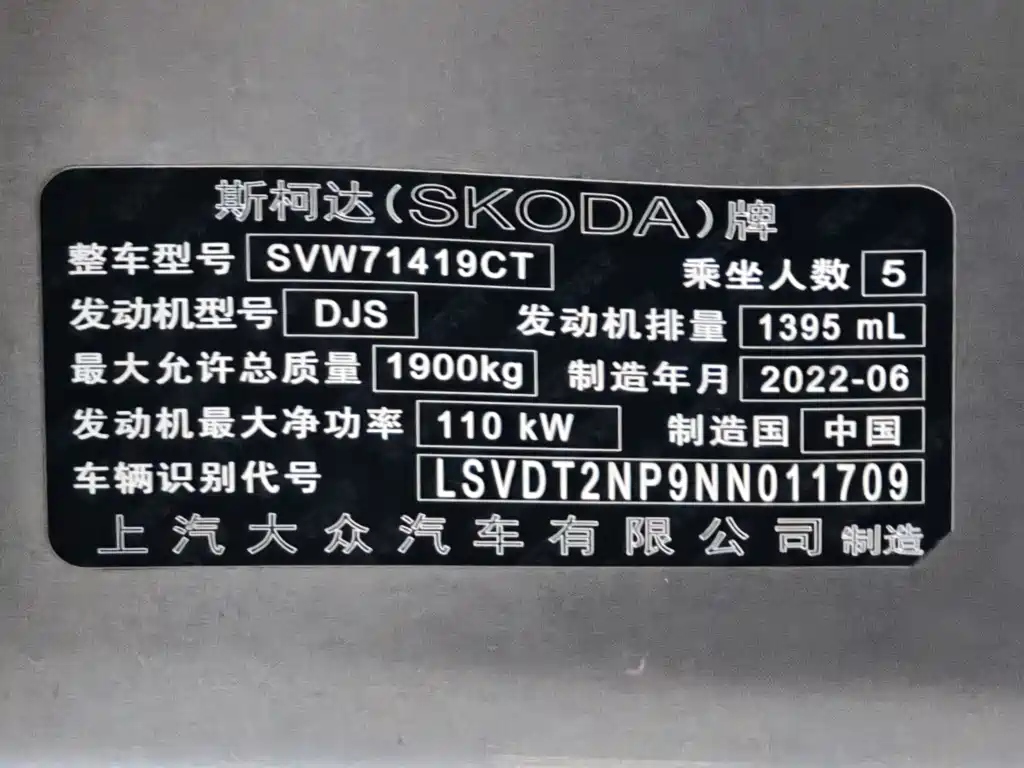 斯柯达(SKODA)牌
整车型号 SVW71419CT 乘坐人数 5
发动机型号 DJS 发动机排量 1395 mL
最大允许总质量 1900kg 制造年月 2022-06
发动机最大净功率 110 kW 制造国 中国
车辆识别代号 LSVDT2NP9NN011709
上汽大众汽车有限公司 制造